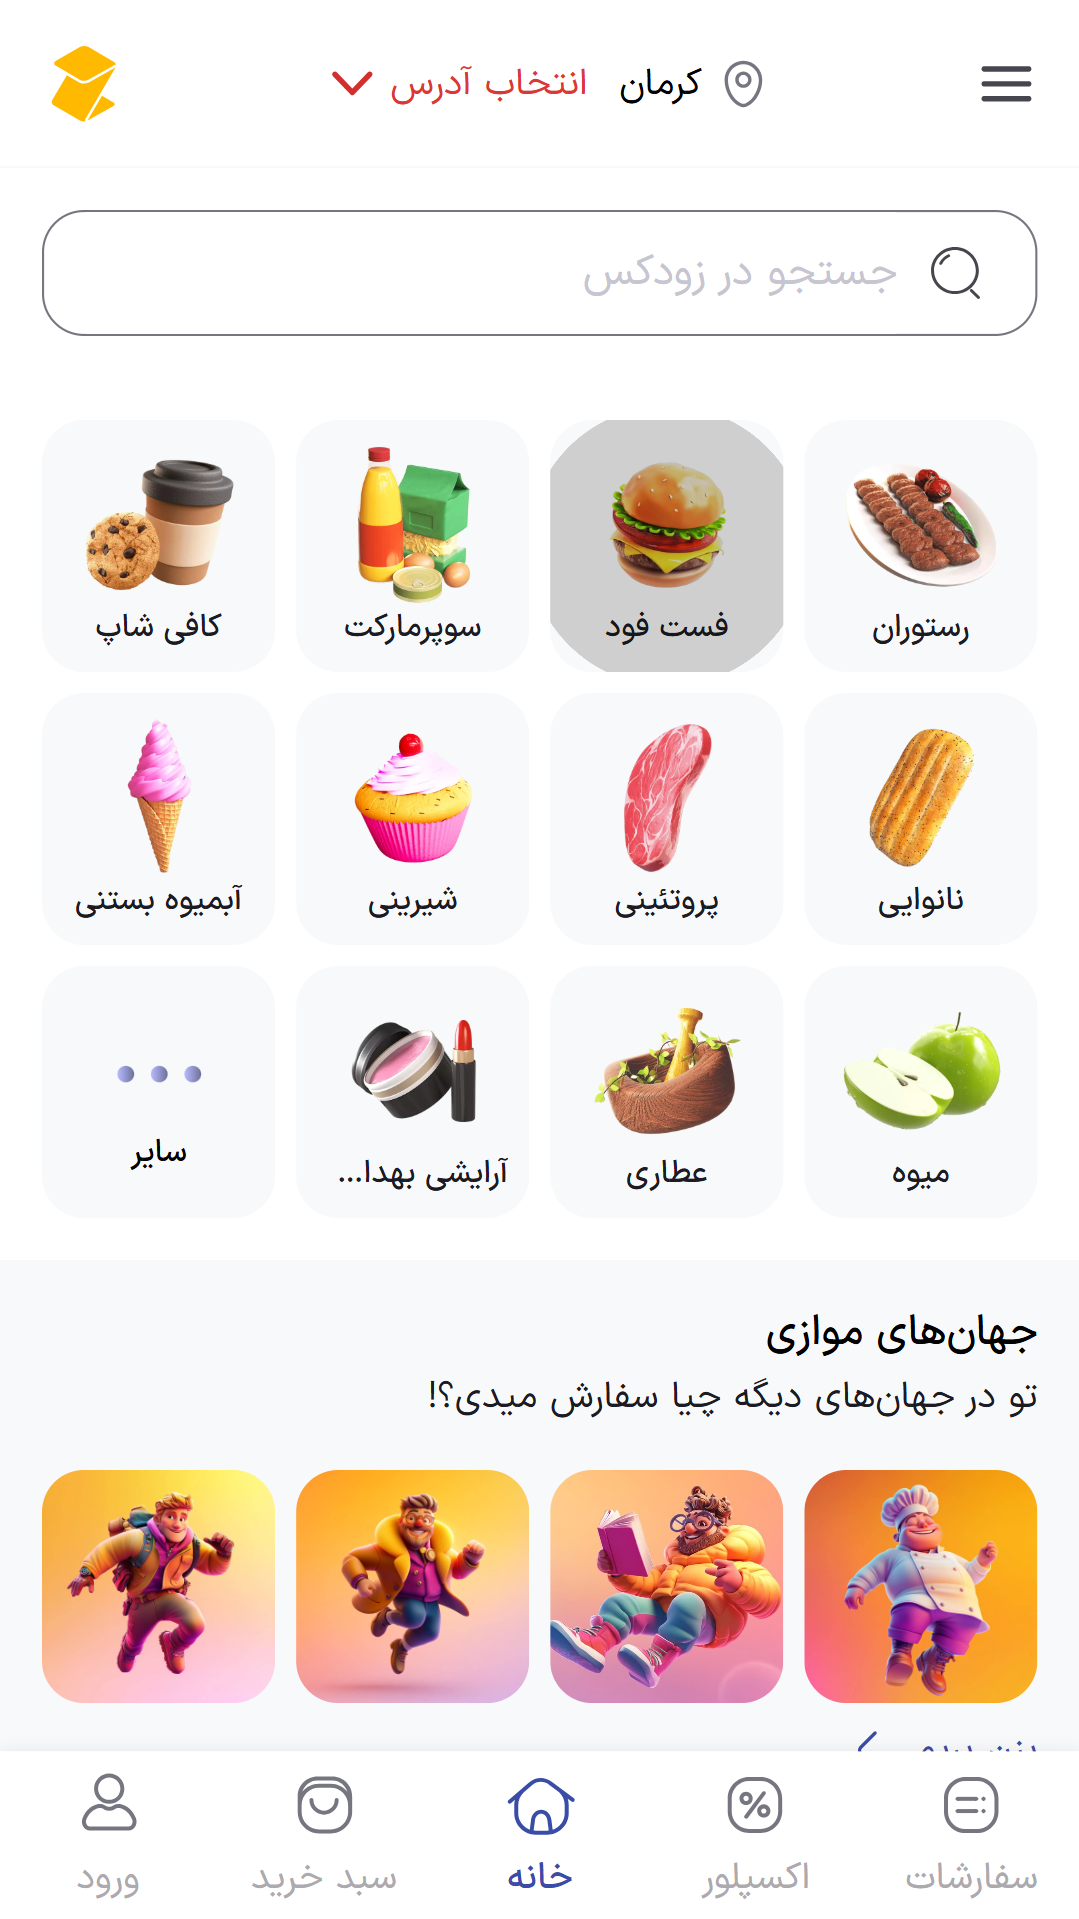 کرمان انتخاب آدرس
جستجو در زودکس
رستوران
فست فود
سوپرمارکت
کافی شاپ
نانوایی
پروتئینی
شیرینی
آبمیوه بستنی
میوه
عطاری
آرایشی بهدا...
سایر
جهان‌های موازی
تو در جهان‌های دیگه چیا سفارش میدی؟!
سفارشات
اکسپلور
خانه
سبد خرید
ورود